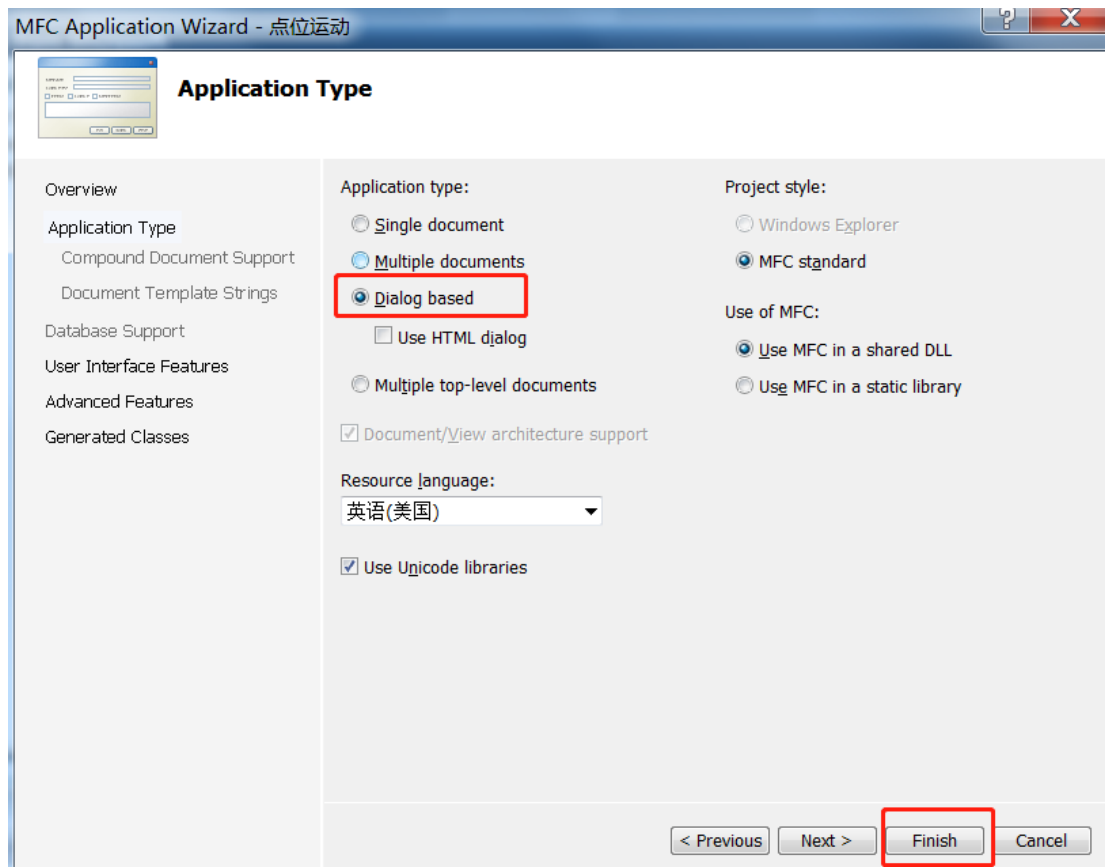 MFC Application Wizard - 点位运动
Application Type
Overview
Application Type
Compound Document Support
Document Template Strings
Database Support
User Interface Features
Advanced Features
Generated Classes
Application type:
Single document
Multiple documents
Dialog based
Use HTML dialog
Multiple top-level documents
Document/View architecture support
Resource language:
英语(美国)
Use Unicode libraries
Project style:
Windows Explorer
MFC standard
Use of MFC:
Use MFC in a shared DLL
Use MFC in a static library
< Previous
Next >
Finish
Cancel